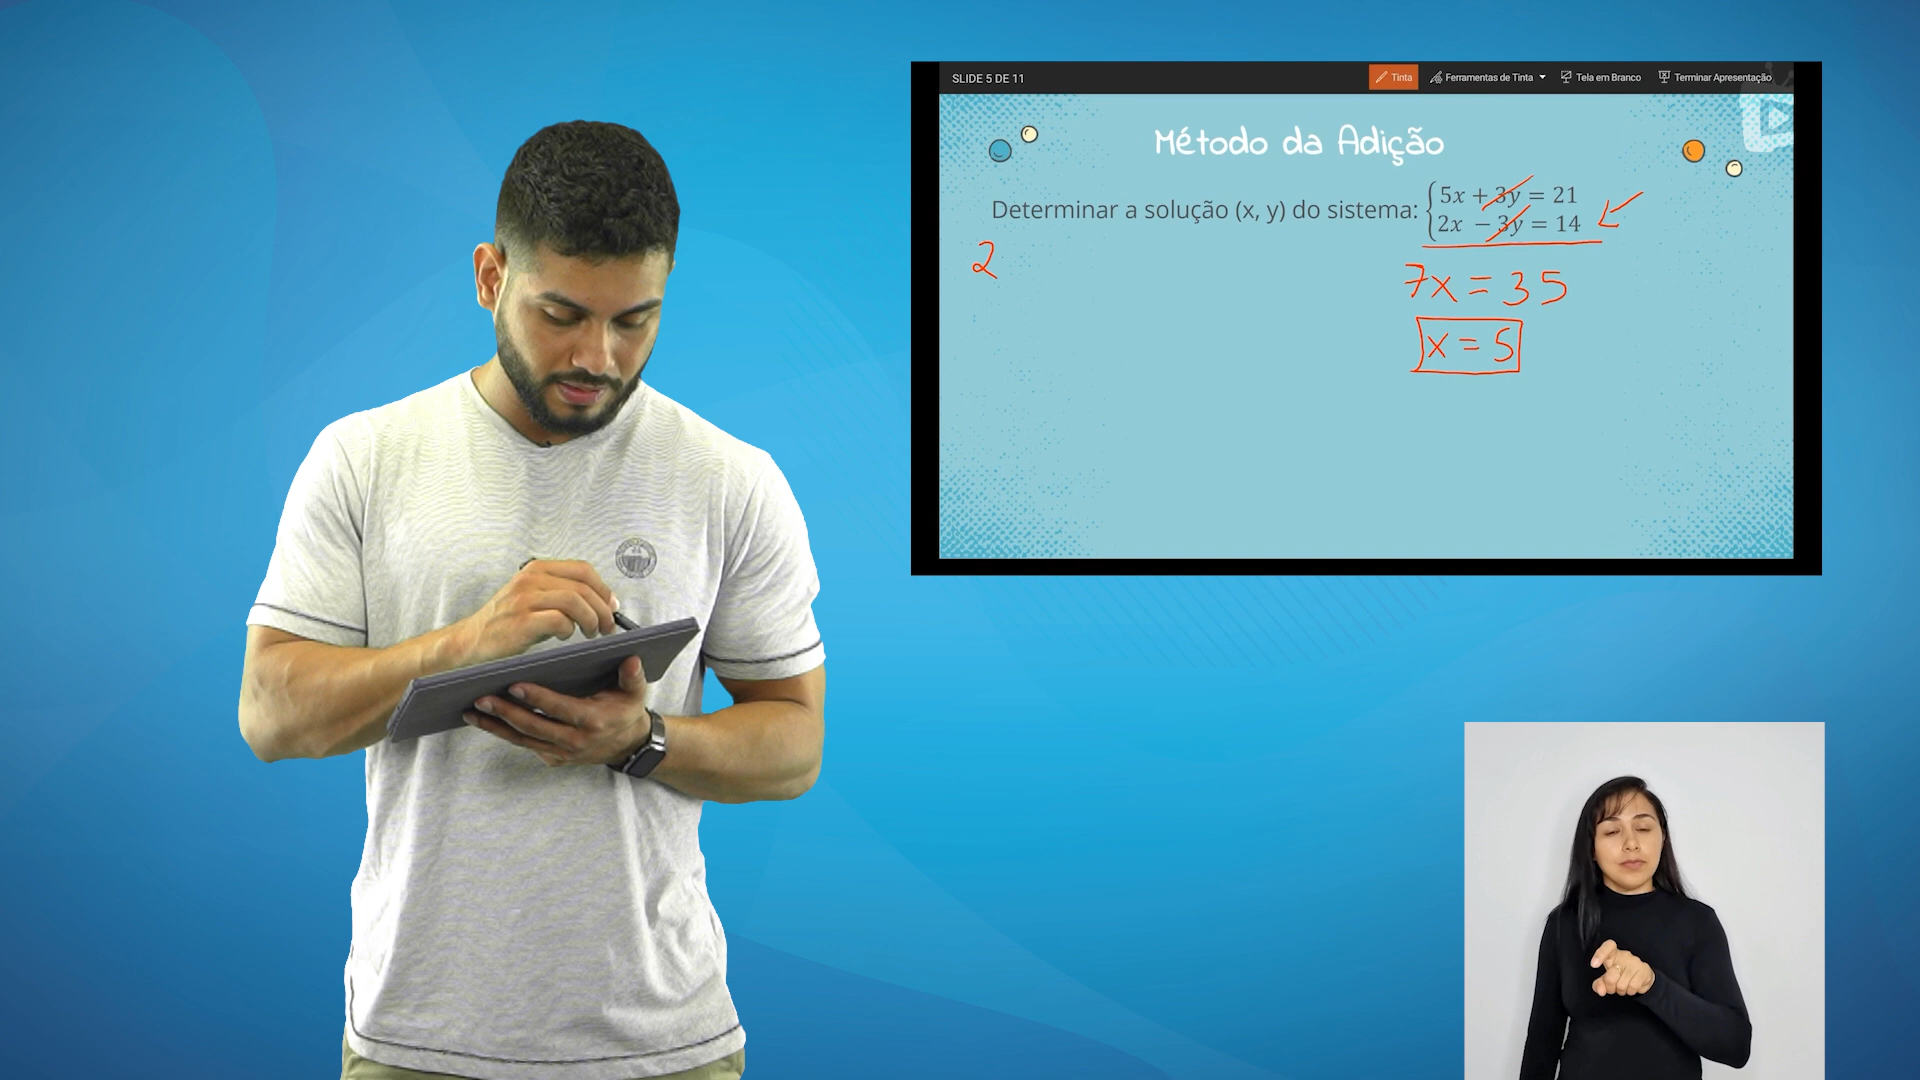 SLIDE 5 DE 11
Tinta
Ferramentas de Tinta
Tela em Branco
Terminar Apresentação
Método da Adição
Determinar a solução (x, y) do sistema:
5x + 3y = 21
2x − 3y = 14
2
7x = 35
x = 5